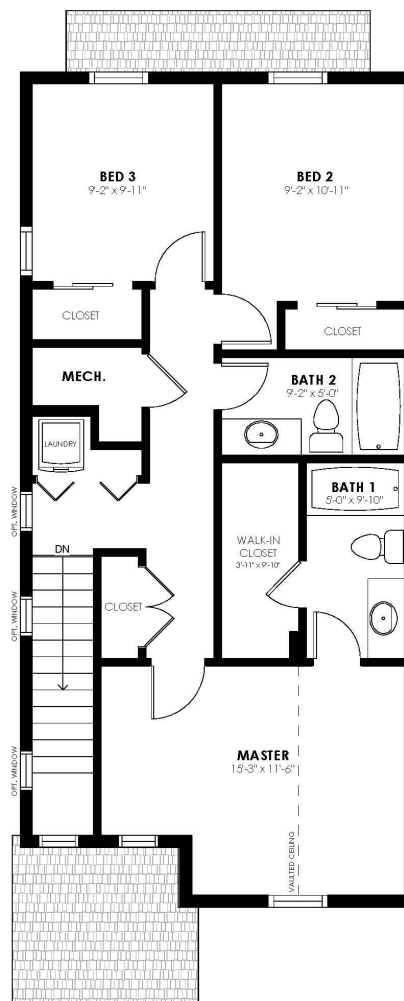 BED 3
9'-2" x 9'-11"
BED 2
9'-2" x 10'-11"
CLOSET
CLOSET
MECH.
BATH 2
9'-2" x 5'-0"
LAUNDRY
BATH 1
5'-0" x 9'-10"
OPT. WINDOW
WALK-IN
CLOSET
3'-11" x 9'-10"
DN
CLOSET
OPT. WINDOW
MASTER
15'-3" x 11'-6"
OPT. WINDOW
VAULTED CEILING